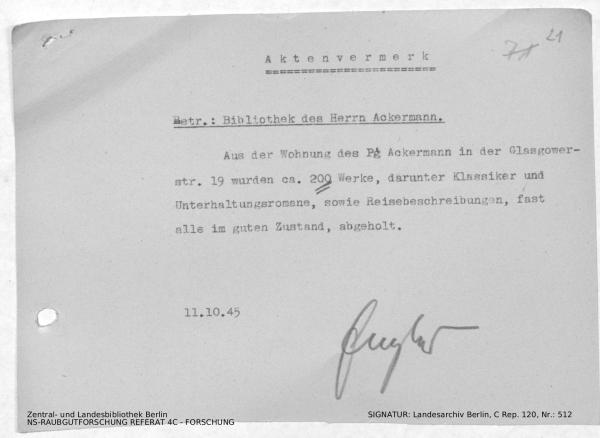 21
Aktenvermerk
Betr.: Bibliothek des Herrn Ackermann.
Aus der Wohnung des Pg Ackermann in der Glasgower-
str. 19 wurden ca. 200 Werke, darunter Klassiker und
Unterhaltungsromane, sowie Reisebeschreibungen, fast
alle im guten Zustand, abgeholt.
11.10.45
Zentral- und Landesbibliothek Berlin
NS-RAUBGUTFORSCHUNG REFERAT 4C - FORSCHUNG
SIGNATUR: Landesarchiv Berlin, C Rep. 120, Nr.: 512